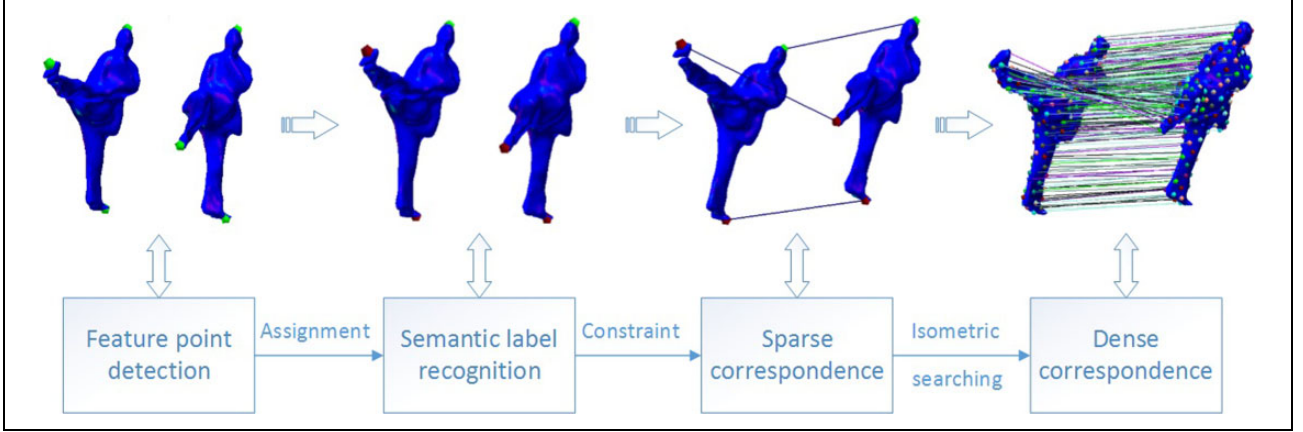 Feature point
detection
Assignment
Semantic label
recognition
Constraint
Sparse
correspondence
Isometric
searching
Dense
correspondence